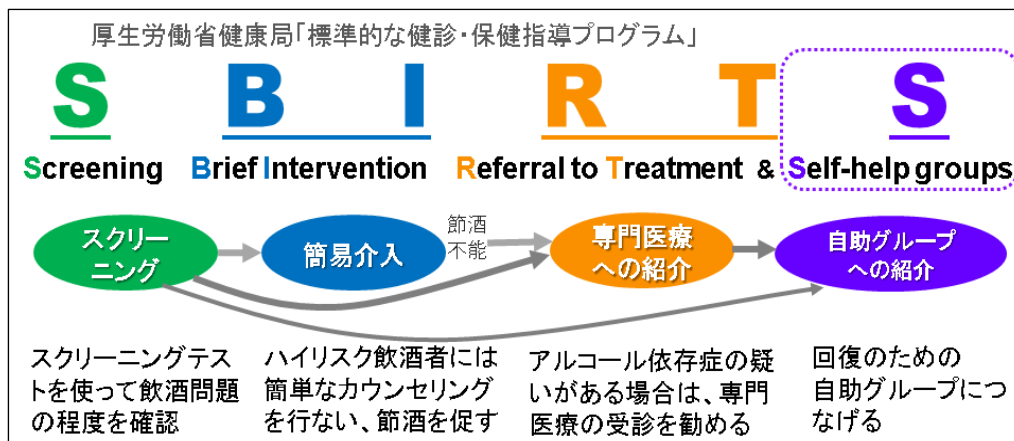 厚生労働省健康局「標準的な健診・保健指導プログラム」
S B I R T S
Screening Brief Intervention Referral to Treatment & Self-help groups,
スクリー
ニング
簡易介入
節酒
不能
専門医療
への紹介
自助グループ
への紹介
スクリーニングテス
トを使って飲酒問題
の程度を確認
ハイリスク飲酒者には
簡単なカウンセリング
を行ない、節酒を促す
アルコール依存症の疑
いがある場合は、専門
医療の受診を勧める
回復のための
自助グループにつ
なげる